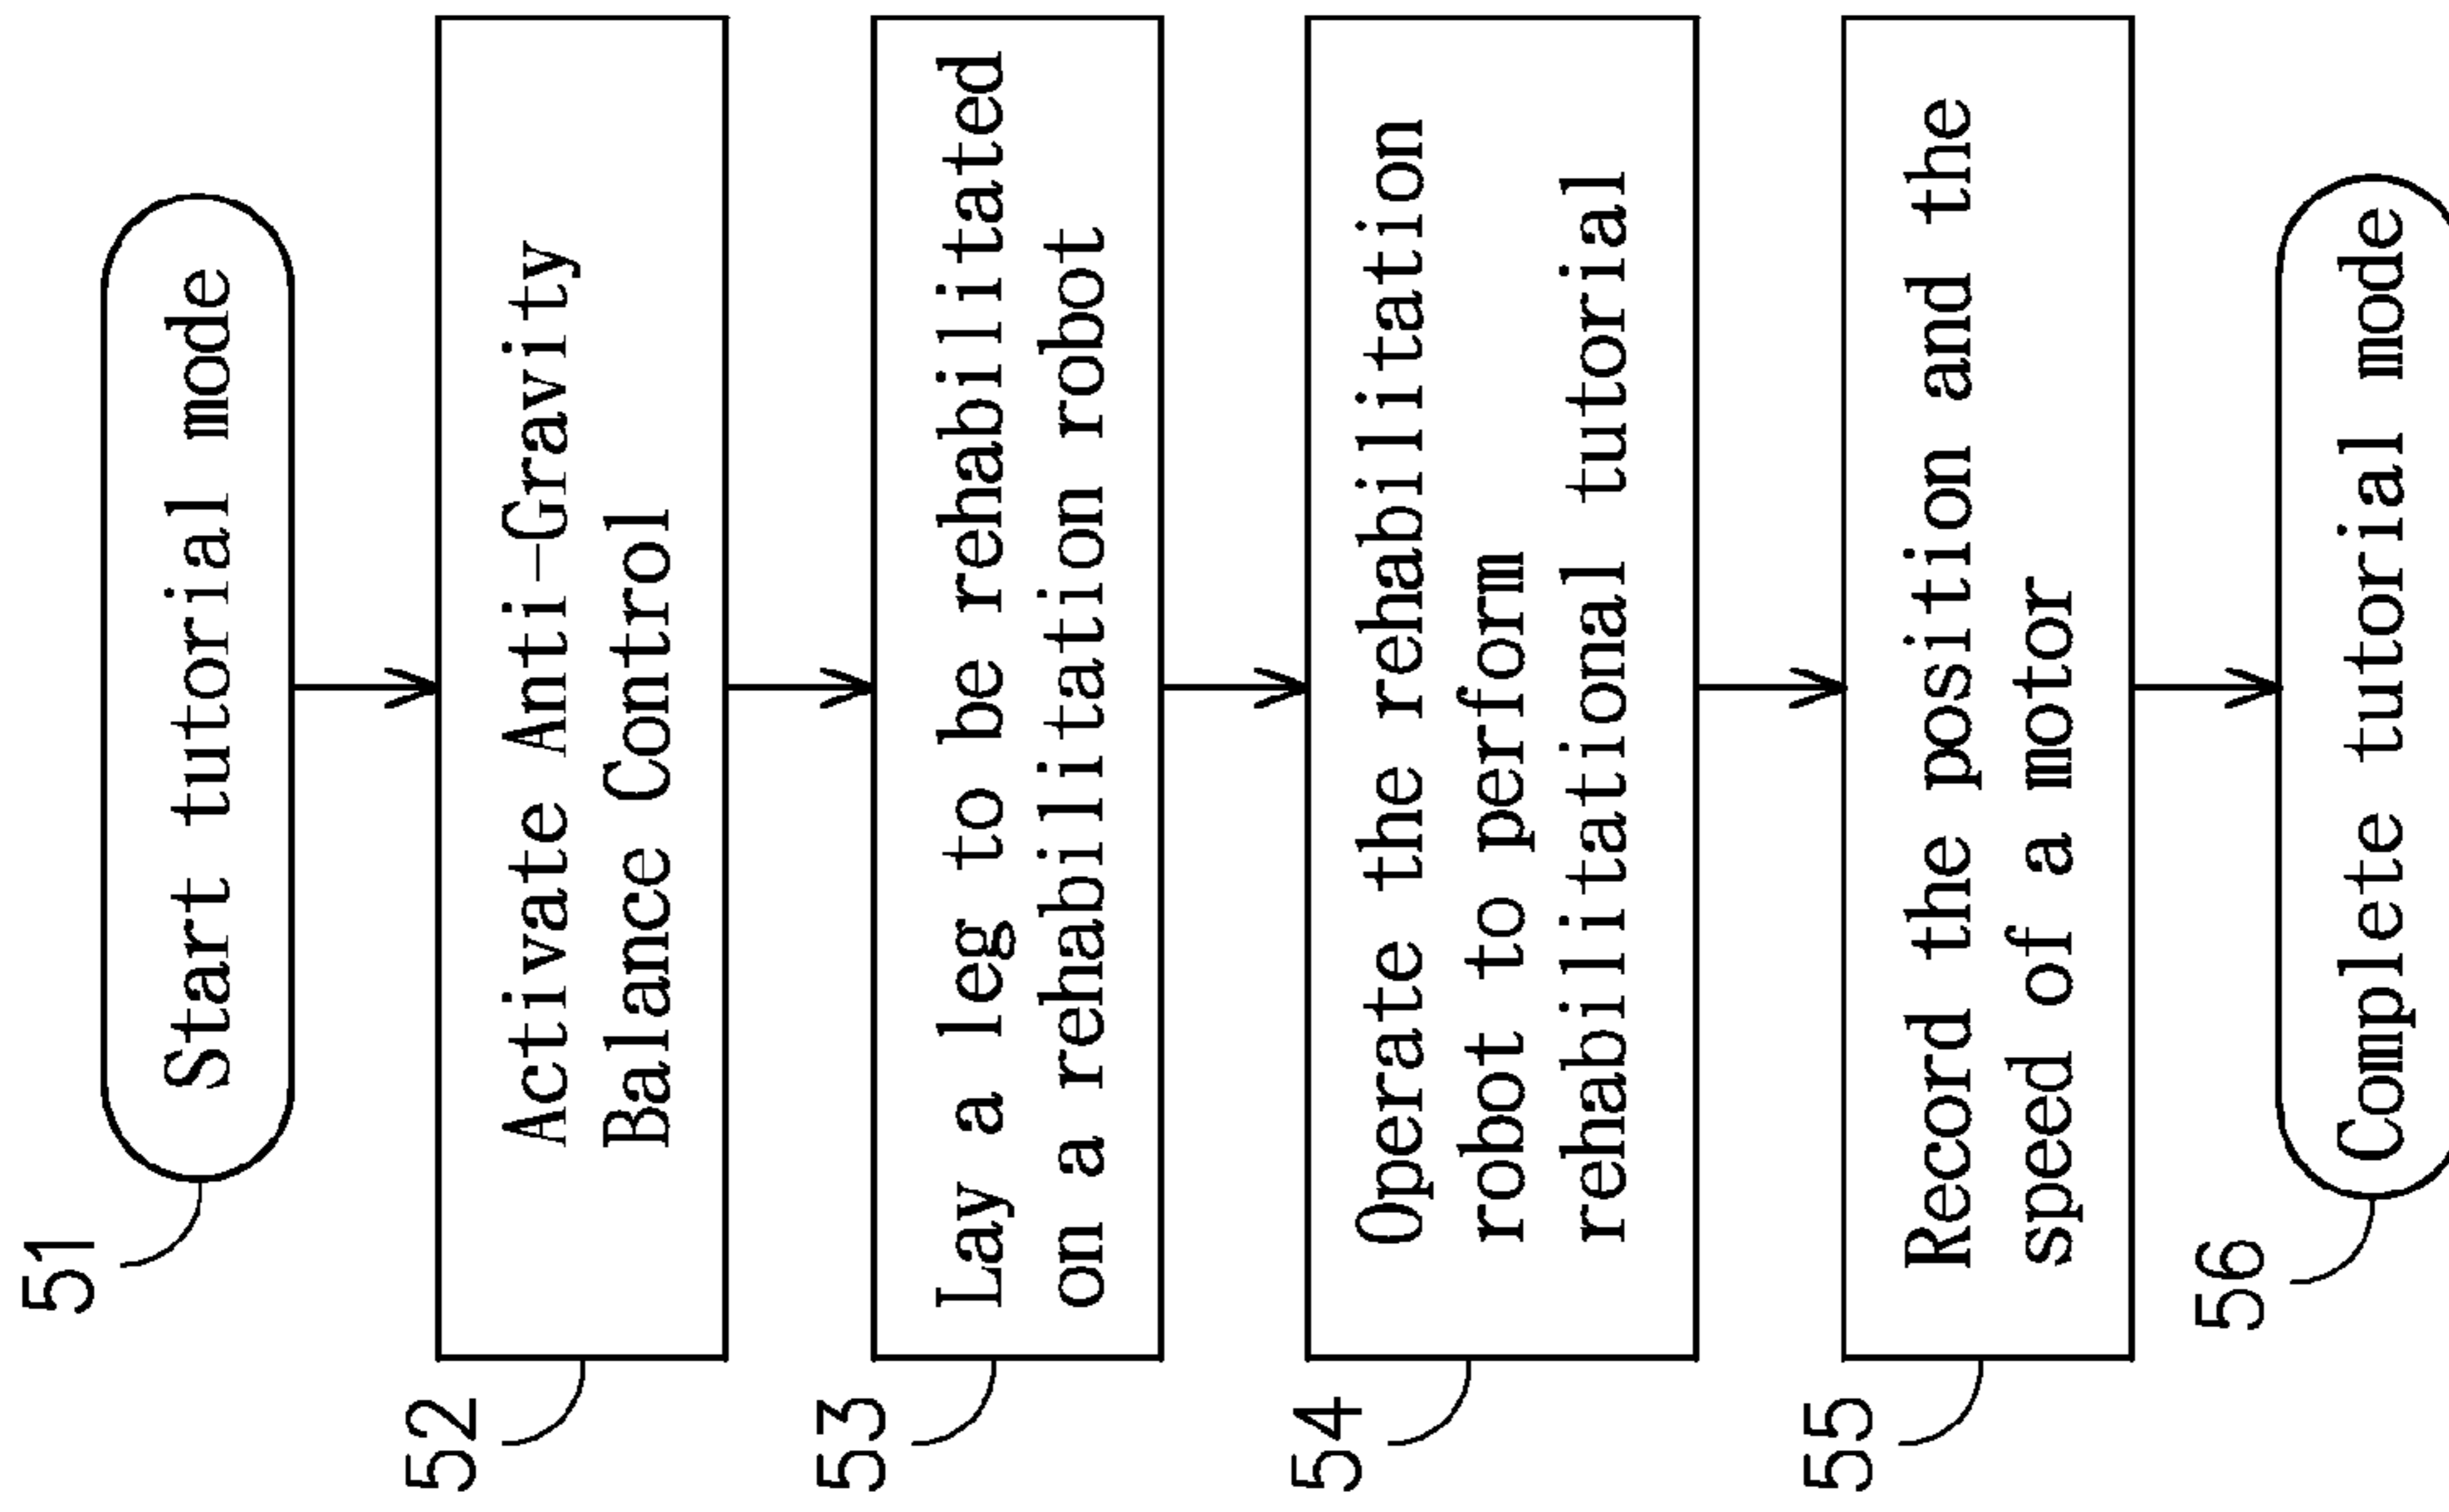 51
Start tutorial mode
52
Activate Anti-Gravity
Balance Control
53
Lay a leg to be rehabilitated
on a rehabilitation robot
54
Operate the rehabilitation
robot to perform
rehabilitational tutorial
55
Record the position and the
speed of a motor
56
Complete tutorial mode